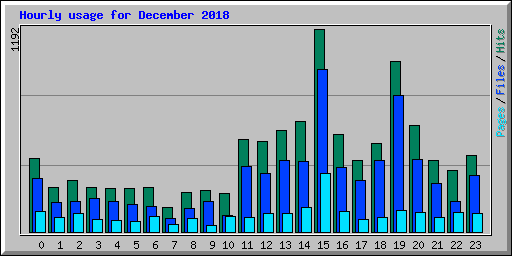 Hourly usage for December 2018
1192
Pages / Files / Hits
0 1 2 3 4 5 6 7 8 9 10 11 12 13 14 15 16 17 18 19 20 21 22 23